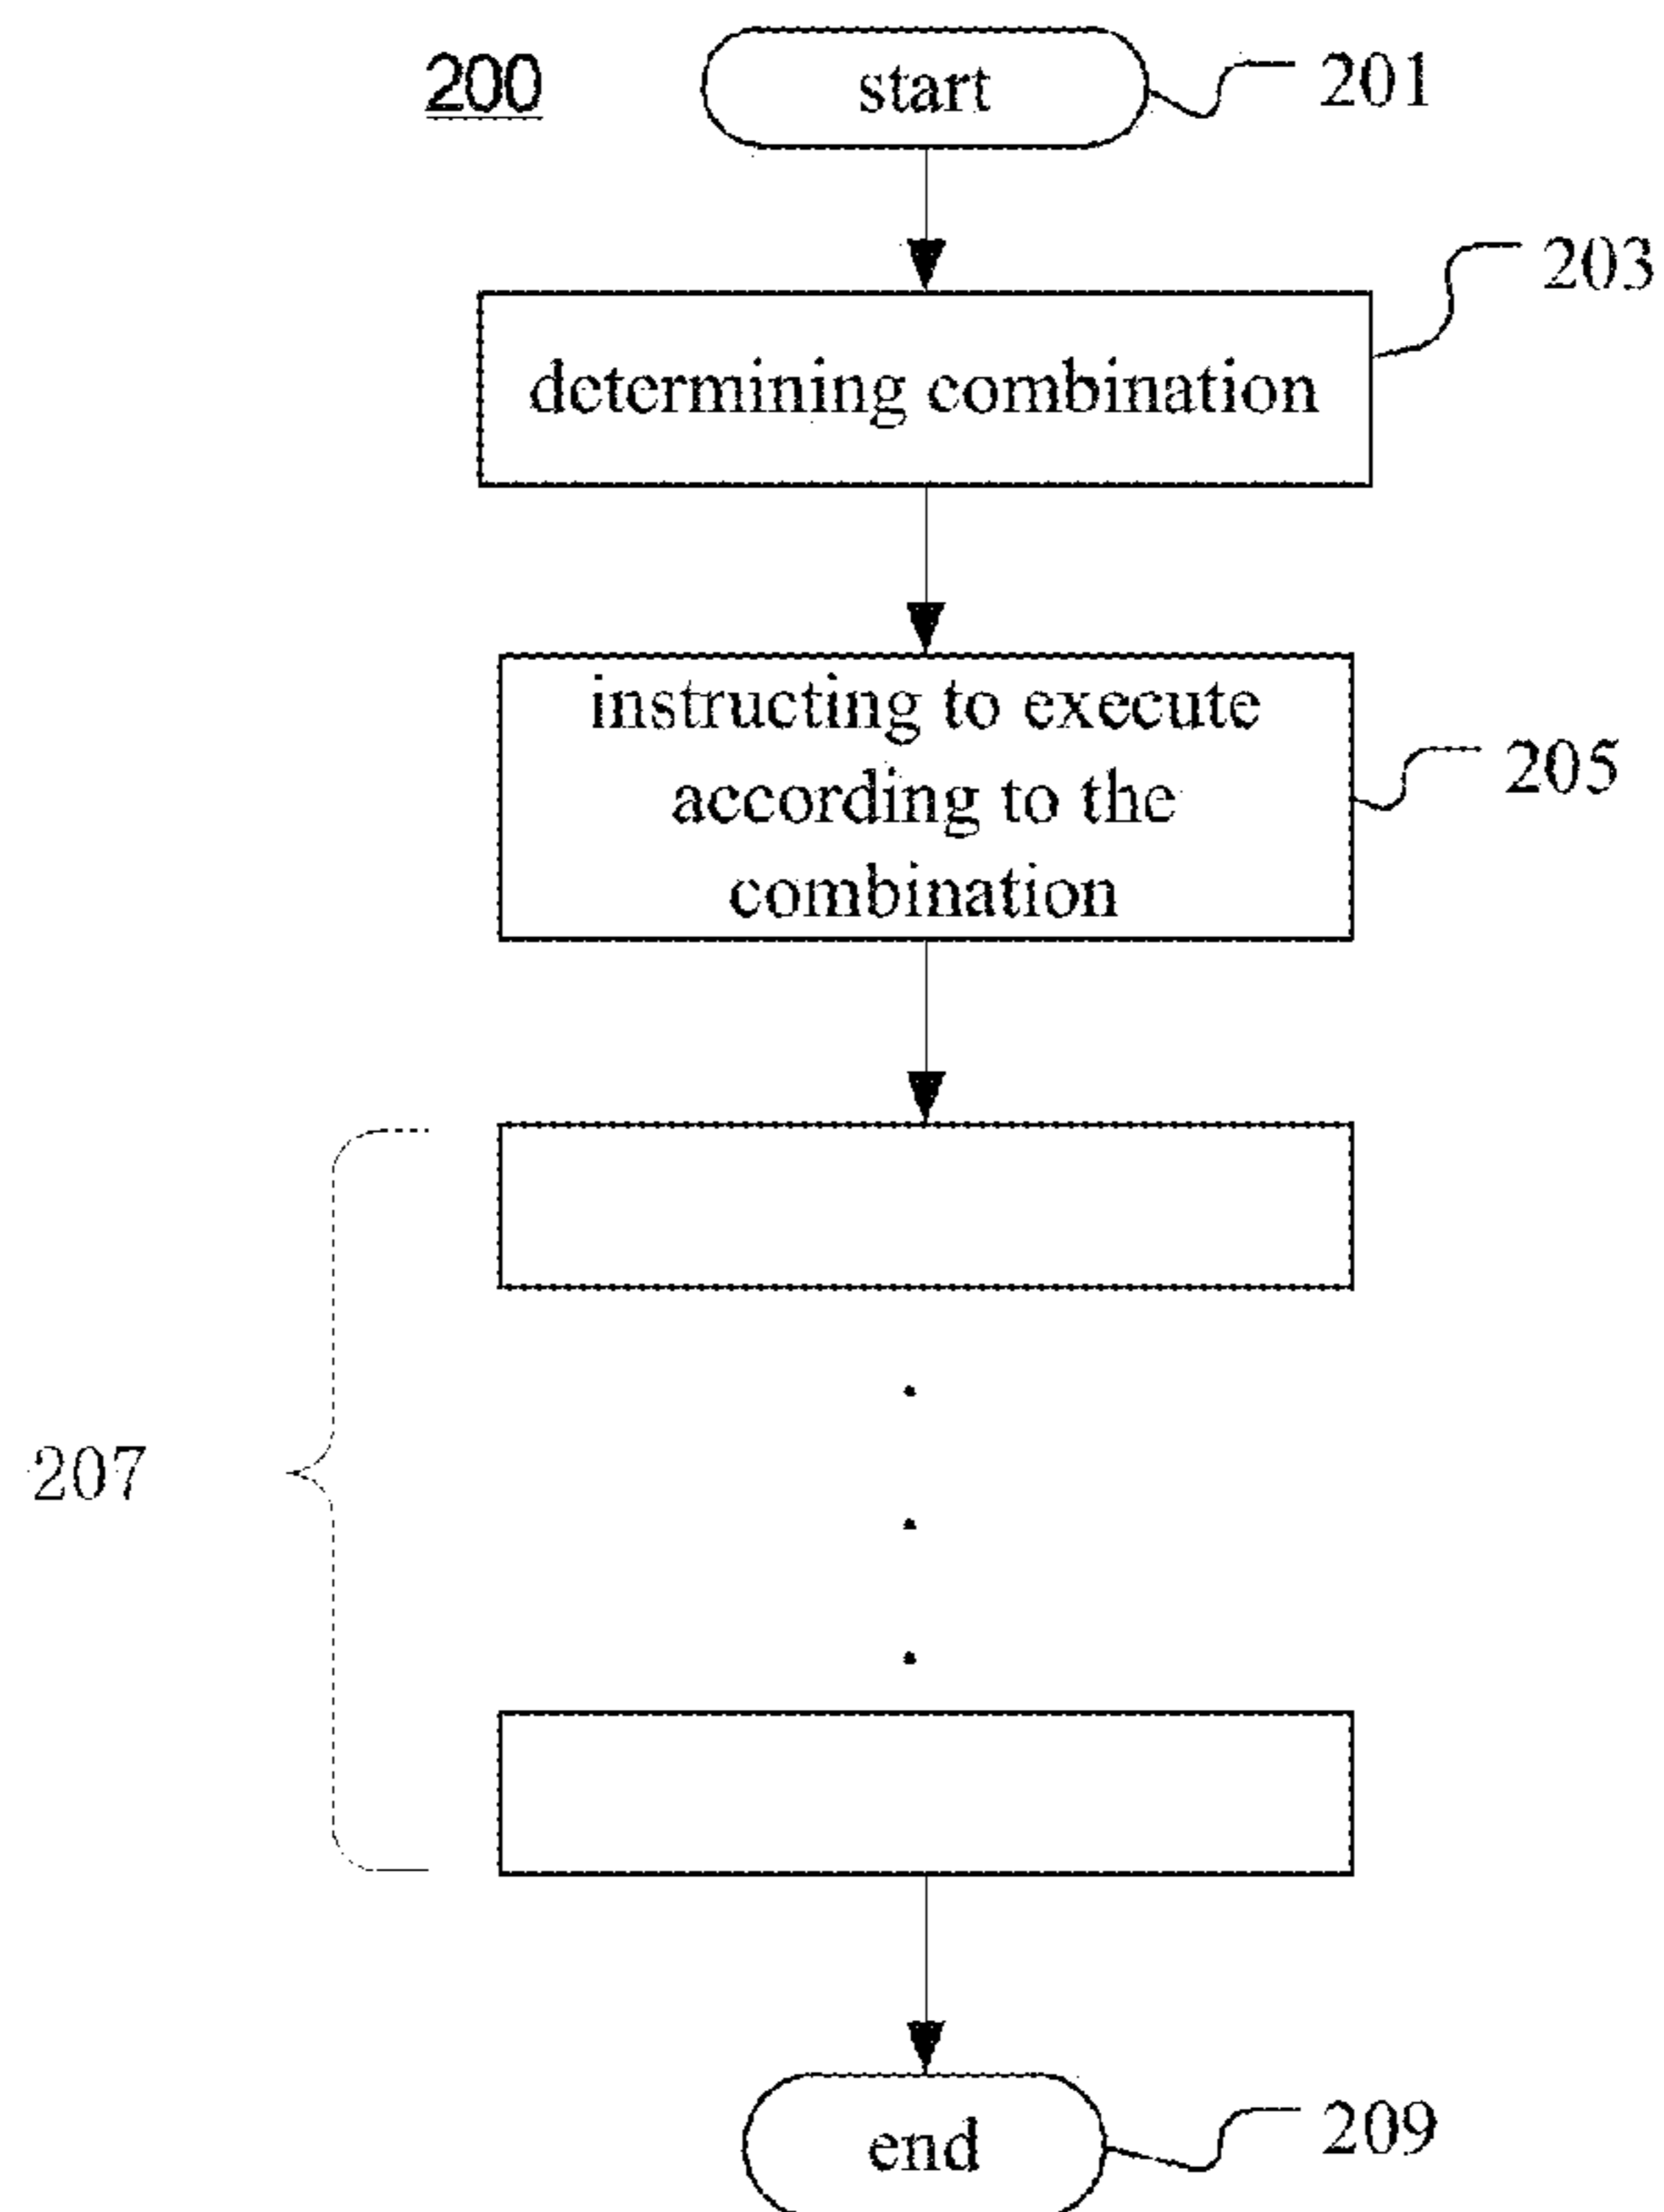 200
start
201
203
determining combination
instructing to execute
according to the
combination
205
207
end
209